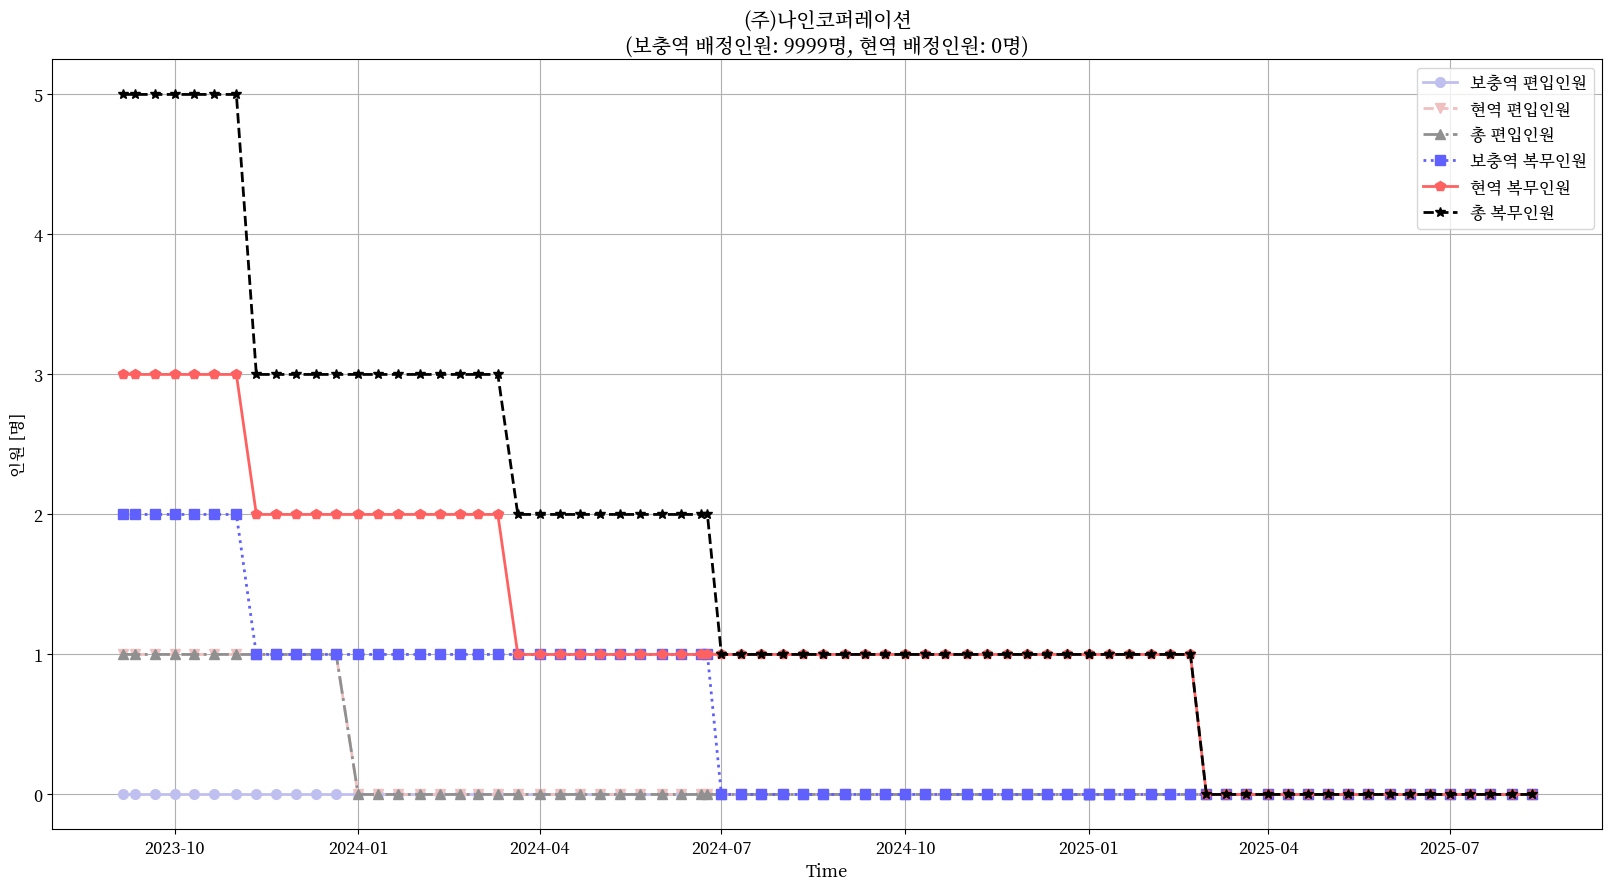 (주)나인코퍼레이션
(보충역 배정인원: 9999명, 현역 배정인원: 0명)
보충역 편입인원
현역 편입인원
총 편입인원
보충역 복무인원
현역 복무인원
총 복무인원
5
4
3
2
1
0
인원 [명]
2023-10
2024-01
2024-04
2024-07
2024-10
2025-01
2025-04
2025-07
Time